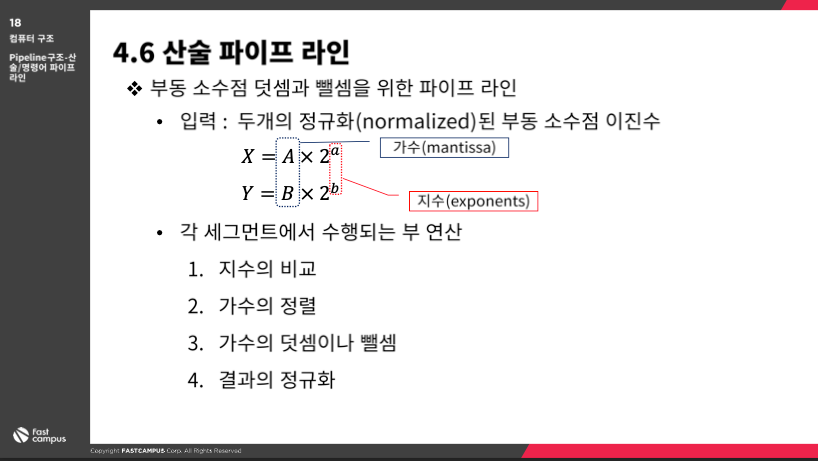 18
컴퓨터 구조
Pipeline구조-산
술/명령어 파이프
라인
4.6 산술 파이프 라인
❖ 부동 소수점 덧셈과 뺄셈을 위한 파이프 라인
• 입력 : 두개의 정규화(normalized)된 부동 소수점 이진수
X = A × 2^a
가수(mantissa)
Y = B × 2^b
지수(exponents)
• 각 세그먼트에서 수행되는 부 연산
1. 지수의 비교
2. 가수의 정렬
3. 가수의 덧셈이나 뺄셈
4. 결과의 정규화
Fast
campus
Copyright FASTCAMPUS Corp. All Rights Reserved